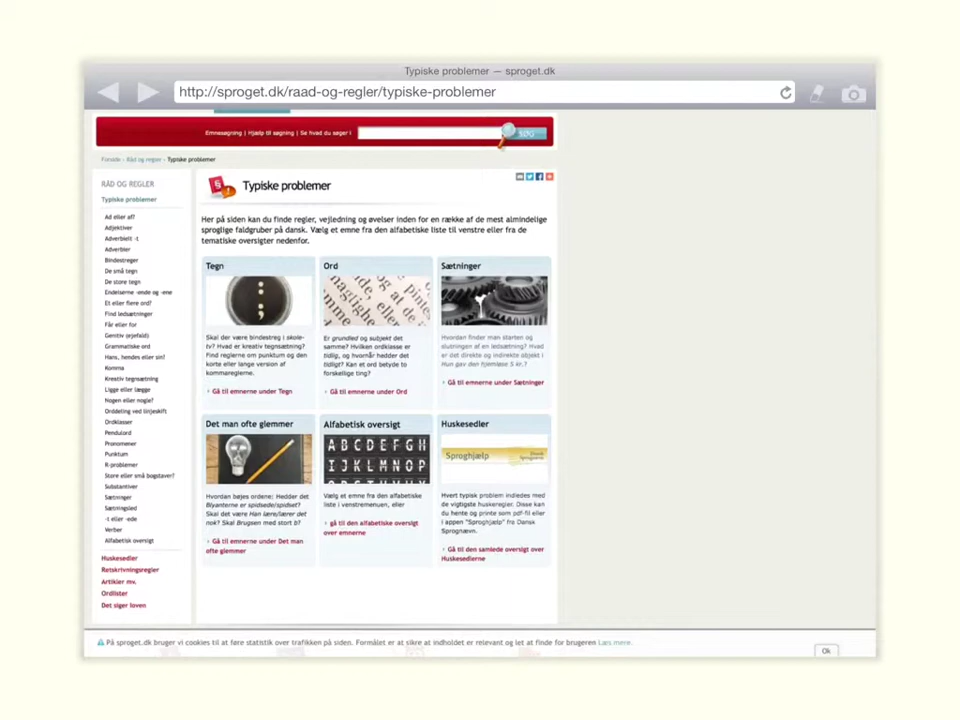 Typiske problemer — sproget.dk
http://sproget.dk/raad-og-regler/typiske-problemer
Emnesøgning | Hjælp til søgning | Se hvad du søger i
SØG
Forside › Råd og regler › Typiske problemer
RÅD OG REGLER
Typiske problemer
Ad eller af?
Adjektiver
Adverbielt -t
Adverbier
Bindestreger
De små tegn
De store tegn
Endelserne -ende og -ene
Et eller flere ord?
Find ledsætninger
Får eller for
Genitiv (ejefald)
Grammatiske ord
Hans, hendes eller sin?
Komma
Kreativ tegnsætning
Ligge eller lægge
Nogen eller nogle?
Orddeling ved linjeskift
Ordklasser
Pendulord
Pronomener
Punktum
R-problemer
Store eller små bogstaver?
Substantiver
Sætninger
Sætningsled
-t eller -ede
Verber
Alfabetisk oversigt
Huskesedler
Retskrivningsregler
Artikler mv.
Ordlister
Det siger loven
Typiske problemer
Her på siden kan du finde regler, vejledning og øvelser inden for en række af de mest almindelige
sproglige faldgruber på dansk. Vælg et emne fra den alfabetiske liste til venstre eller fra de
tematiske oversigter nedenfor.
Tegn
Skal der være bindestreg i skole-
tv? Hvad er kreativ tegnsætning?
Find reglerne om punktum og den
korte eller lange version af
kommareglerne.
› Gå til emnerne under Tegn
Ord
Er grundled og subjekt det
samme? Hvilken ordklasse er
tidlig, og hvornår hedder det
tidligt? Kan et ord betyde to
forskellige ting?
› Gå til emnerne under Ord
Sætninger
Hvordan finder man starten og
slutningen af en ledsætning? Hvad
er det direkte og indirekte objekt i
Hun gav den hjemløse 5 kr.?
› Gå til emnerne under Sætninger
Det man ofte glemmer
Hvordan bøjes ordene: Hedder det
Blyanterne er spidsede/spidset?
Skal det være Han lære/lærer det
nok? Skal Brugsen med stort b?
› Gå til emnerne under Det man
ofte glemmer
Alfabetisk oversigt
A B C D E F G H
I J K L M N O P
Vælg et emne fra den alfabetiske
liste i venstremenuen, eller
› gå til den alfabetiske oversigt
over emnerne
Huskesedler
Sproghjælp
Dansk
Sprognævn
Hvert typisk problem indledes med
de vigtigste huskeregler. Disse kan
du hente og printe som pdf-fil eller
i appen "Sproghjælp" fra Dansk
Sprognævn.
› Gå til den samlede oversigt over
Huskesedlerne
På sproget.dk bruger vi cookies til at føre statistik over trafikken på siden. Formålet er at sikre at indholdet er relevant og let at finde for brugeren Læs mere.
Ok